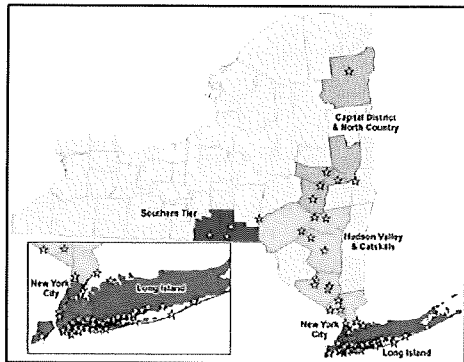 Capital District
& North Country
Southern Tier
Hudson Valley
& Catskills
New York
City
Long Island
New York
City
Long Island